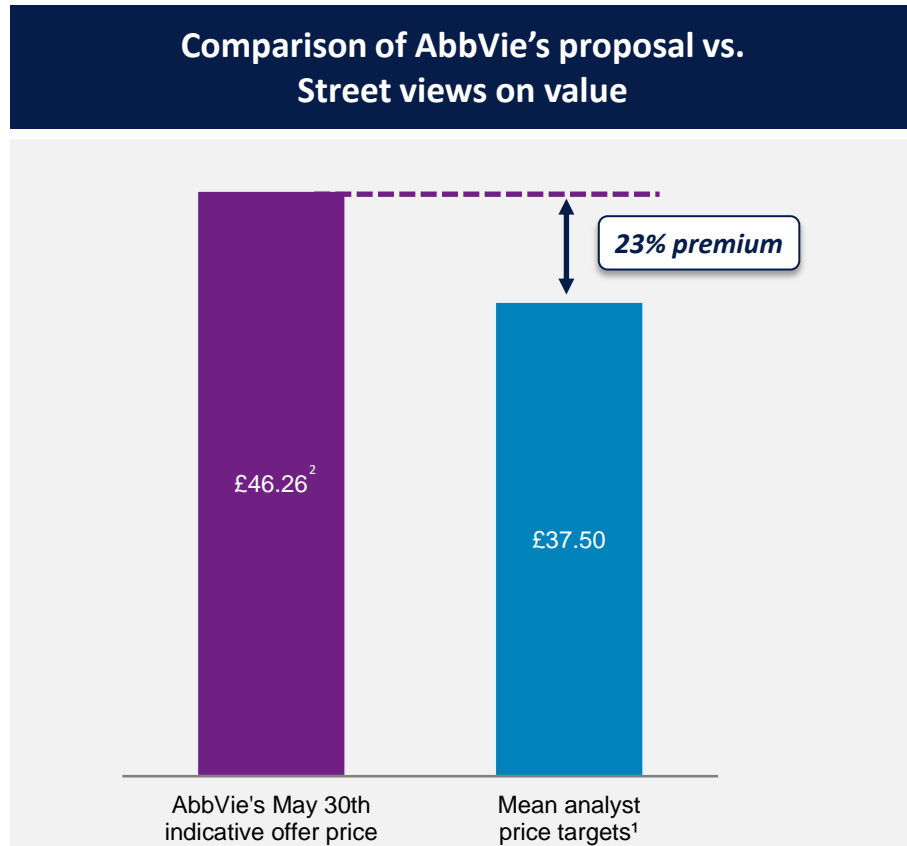 Comparison of AbbVie’s proposal vs.
Street views on value
23% premium
£46.26²
£37.50
AbbVie's May 30th
indicative offer price
Mean analyst
price targets¹